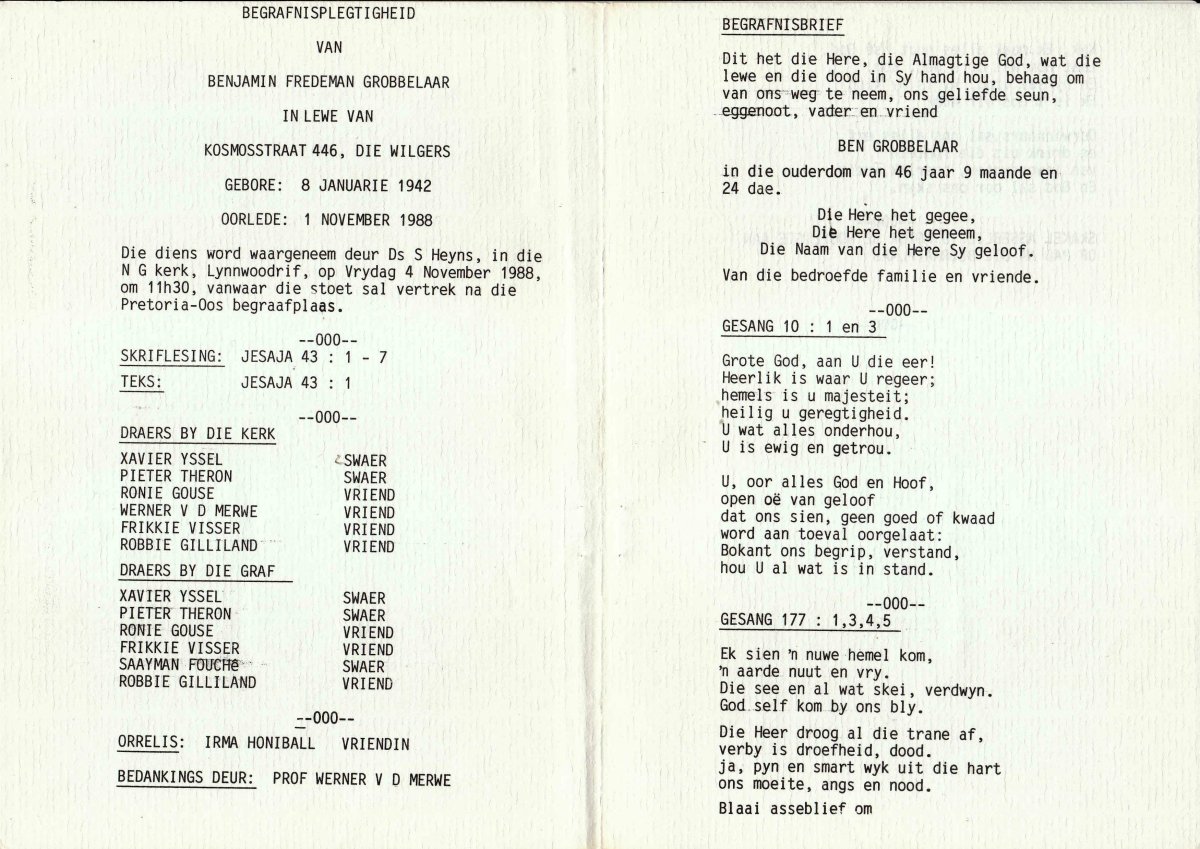 BEGRAFNISPLEGTIGHEID
VAN
BENJAMIN FREDEMAN GROBBELAAR
IN LEWE VAN
KOSMOSSTRAAT 446, DIE WILGERS
GEBORE: 8 JANUARIE 1942
OORLEDE: 1 NOVEMBER 1988
Die diens word waargeneem deur Ds S Heyns, in die
N G kerk, Lynnwoodrif, op Vrydag 4 November 1988,
om 11h30, vanwaar die stoet sal vertrek na die
Pretoria-Oos begraafplaas.
--000--
SKRIFLESING: JESAJA 43 : 1 - 7
TEKS: JESAJA 43 : 1
--000--
DRAERS BY DIE KERK
XAVIER YSSEL SWAER
PIETER THERON SWAER
RONIE GOUSE VRIEND
WERNER V D MERWE VRIEND
FRIKKIE VISSER VRIEND
ROBBIE GILLILAND VRIEND
DRAERS BY DIE GRAF
XAVIER YSSEL SWAER
PIETER THERON SWAER
RONIE GOUSE VRIEND
FRIKKIE VISSER VRIEND
SAAYMAN FOUCHé SWAER
ROBBIE GILLILAND VRIEND
--000--
ORRELIS: IRMA HONIBALL VRIENDIN
BEDANKINGS DEUR: PROF WERNER V D MERWE
BEGRAFNISBRIEF
Dit het die Here, die Almagtige God, wat die
lewe en die dood in Sy hand hou, behaag om
van ons weg te neem, ons geliefde seun,
eggenoot, vader en vriend
BEN GROBBELAAR
in die ouderdom van 46 jaar 9 maande en
24 dae.
Die Here het gegee,
Die Here het geneem,
Die Naam van die Here Sy geloof.
Van die bedroefde familie en vriende.
--000--
GESANG 10 : 1 en 3
Grote God, aan U die eer!
Heerlik is waar U regeer;
hemels is u majesteit;
heilig u geregtigheid.
U wat alles onderhou,
U is ewig en getrou.
U, oor alles God en Hoof,
open oë van geloof
dat ons sien, geen goed of kwaad
word aan toeval oorgelaat:
Bokant ons begrip, verstand,
hou U al wat is in stand.
--000--
GESANG 177 : 1,3,4,5
Ek sien 'n nuwe hemel kom,
'n aarde nuut en vry.
Die see en al wat skei, verdwyn.
God self kom by ons bly.
Die Heer droog al die trane af,
verby is droefheid, dood.
ja, pyn en smart wyk uit die hart
ons moeite, angs en nood.
Blaai asseblief om